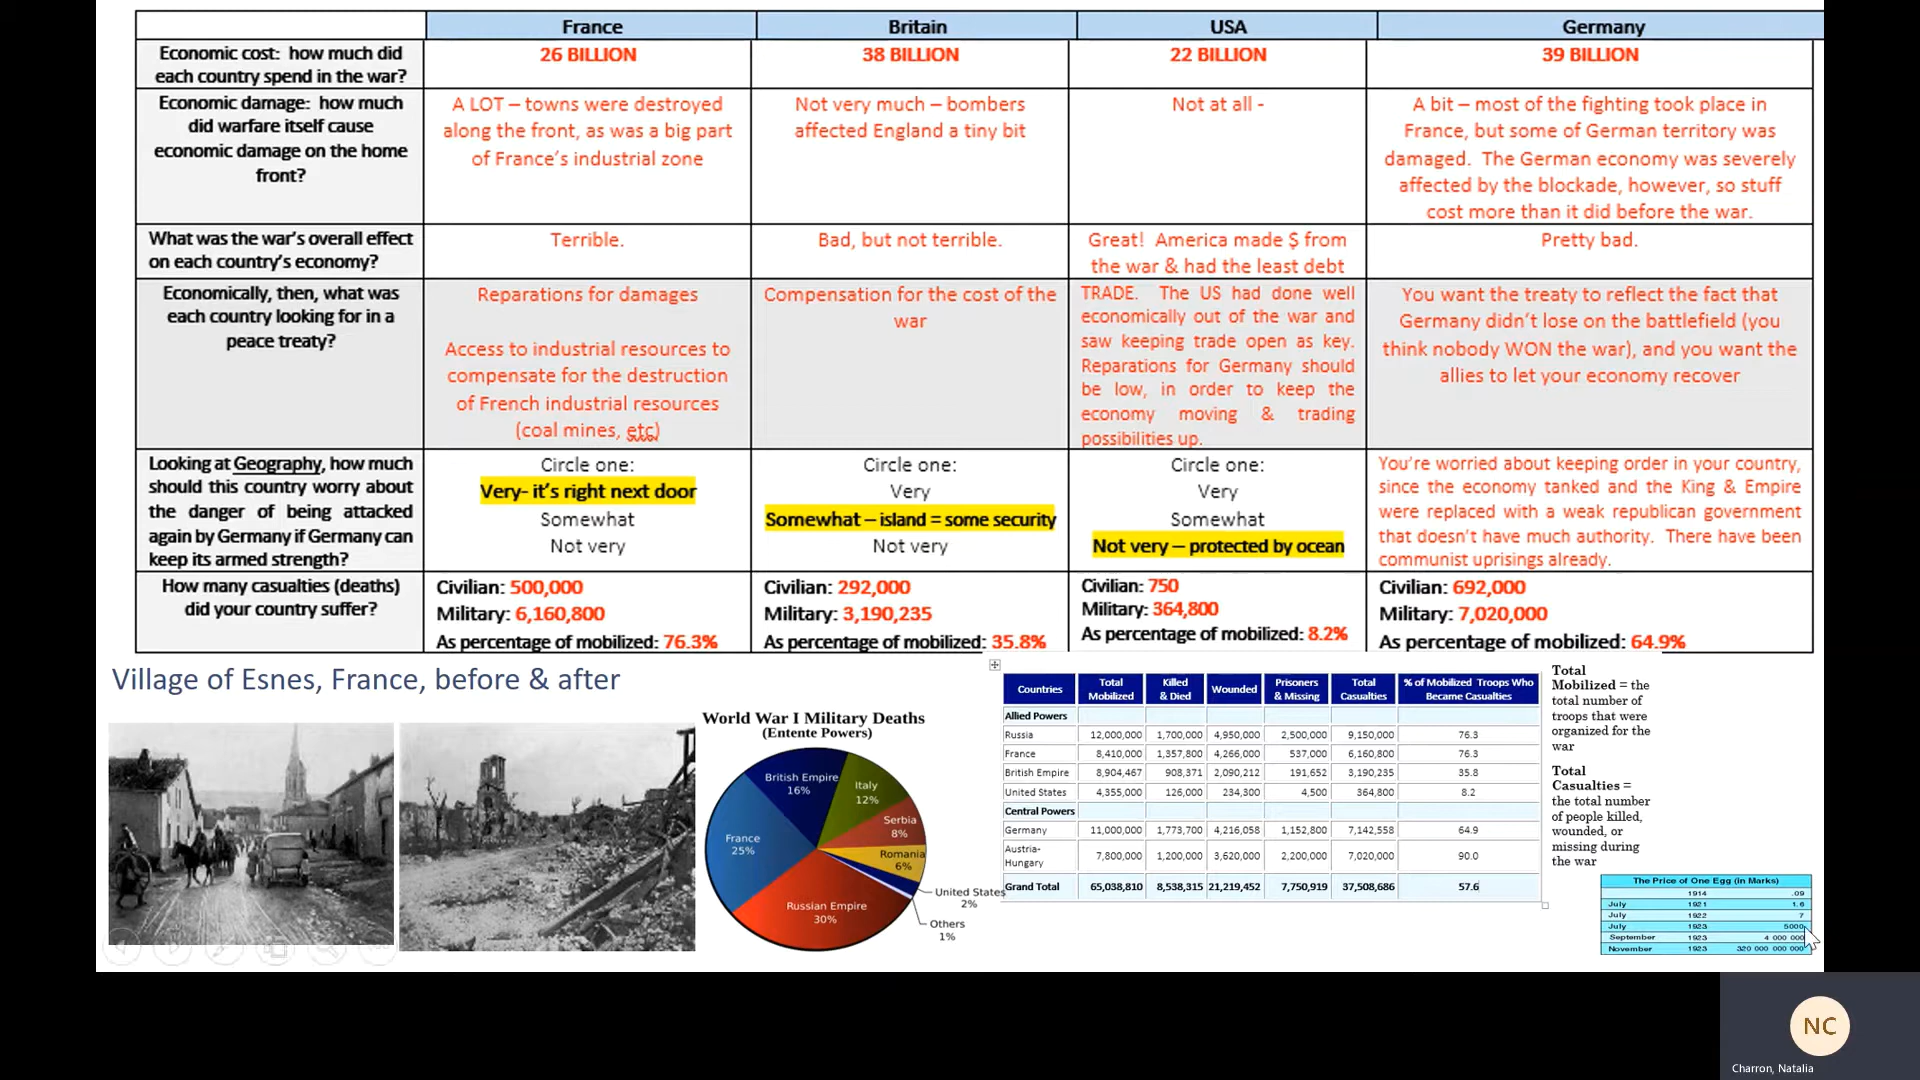 France Britain USA Germany
Economic cost: how much did
each country spend in the war?
26 BILLION
38 BILLION
22 BILLION
39 BILLION
Economic damage: how much
did warfare itself cause
economic damage on the home
front?
A LOT – towns were destroyed
along the front, as was a big part
of France's industrial zone
Not very much – bombers
affected England a tiny bit
Not at all -
A bit – most of the fighting took place in
France, but some of German territory was
damaged. The German economy was severely
affected by the blockade, however, so stuff
cost more than it did before the war.
What was the war's overall effect
on each country's economy?
Terrible.
Bad, but not terrible.
Great! America made $ from
the war & had the least debt
Pretty bad.
Economically, then, what was
each country looking for in a
peace treaty?
Reparations for damages
Access to industrial resources to
compensate for the destruction
of French industrial resources
(coal mines, etc)
Compensation for the cost of the
war
TRADE. The US had done well
economically out of the war and
saw keeping trade open as key.
Reparations for Germany should
be low, in order to keep the
economy moving & trading
possibilities up.
You want the treaty to reflect the fact that
Germany didn't lose on the battlefield (you
think nobody WON the war), and you want the
allies to let your economy recover
Looking at Geography, how much
should this country worry about
the danger of being attacked
again by Germany if Germany can
keep its armed strength?
Circle one:
Very- it's right next door
Somewhat
Not very
Circle one:
Very
Somewhat – island = some security
Not very
Circle one:
Very
Somewhat
Not very – protected by ocean
You're worried about keeping order in your country,
since the economy tanked and the King & Empire
were replaced with a weak republican government
that doesn't have much authority. There have been
communist uprisings already.
How many casualties (deaths)
did your country suffer?
Civilian: 500,000
Military: 6,160,800
As percentage of mobilized: 76.3%
Civilian: 292,000
Military: 3,190,235
As percentage of mobilized: 35.8%
Civilian: 750
Military: 364,800
As percentage of mobilized: 8.2%
Civilian: 692,000
Military: 7,020,000
As percentage of mobilized: 64.9%
Village of Esnes, France, before & after
World War I Military Deaths
(Entente Powers)
British Empire
16%
Italy
12%
Serbia
8%
Romania
6%
United States
2%
Others
1%
Russian Empire
30%
France
25%
Countries Total Mobilized Killed & Died Wounded Prisoners & Missing Total Casualties % of Mobilized Troops Who Became Casualties
Allied Powers
Russia 12,000,000 1,700,000 4,950,000 2,500,000 9,150,000 76.3
France 8,410,000 1,357,800 4,266,000 537,000 6,160,800 76.3
British Empire 8,904,467 908,371 2,090,212 191,652 3,190,235 35.8
United States 4,355,000 126,000 234,300 4,500 364,800 8.2
Central Powers
Germany 11,000,000 1,773,700 4,216,058 1,152,800 7,142,558 64.9
Austria-Hungary 7,800,000 1,200,000 3,620,000 2,200,000 7,020,000 90.0
Grand Total 65,038,810 8,538,315 21,219,452 7,750,919 37,508,686 57.6
Total
Mobilized = the
total number of
troops that were
organized for the
war
Total
Casualties =
the total number
of people killed,
wounded, or
missing during
the war
The Price of One Egg (in Marks)
1914 .09
July 1921 1.6
July 1922 7
July 1923 5000
September 1923 4 000 000
November 1923 320 000 000 000
NC
Charron, Natalia